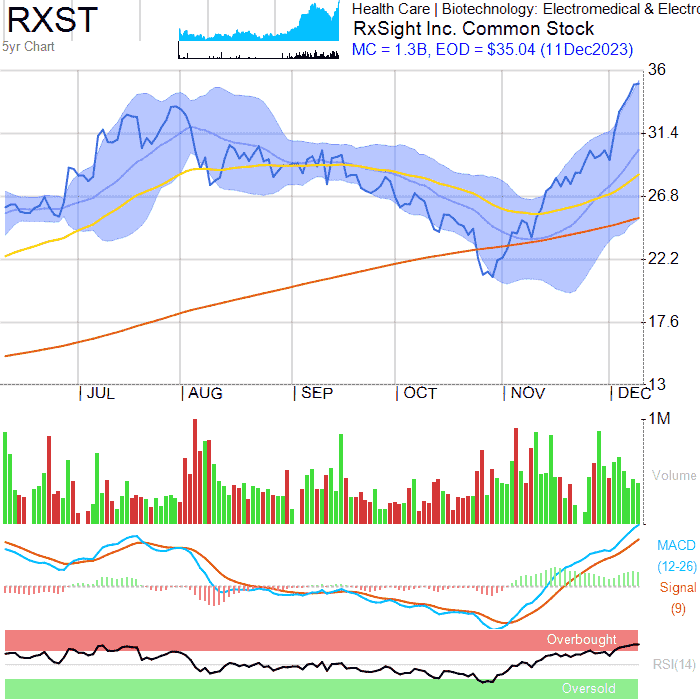 RXST
5yr Chart
Health Care | Biotechnology: Electromedical & Electro
RxSight Inc. Common Stock
MC = 1.3B, EOD = $35.04 (11Dec2023)
36
31.4
26.8
22.2
17.6
13
JUL
AUG
SEP
OCT
NOV
DEC
1M
Volume
MACD
(12-26)
Signal
(9)
Overbought
RSI(14)
Oversold